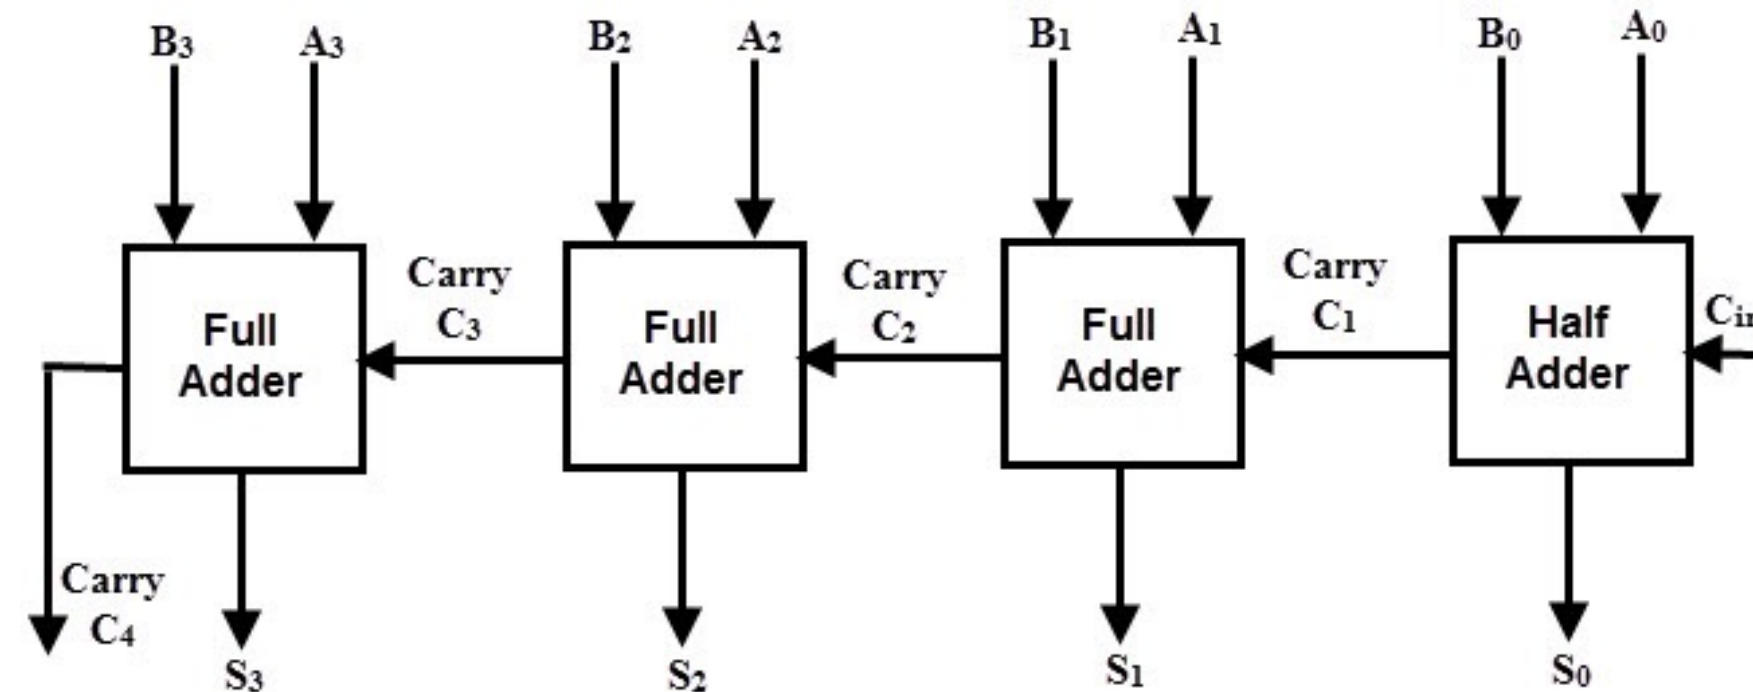 B3 A3 B2 A2 B1 A1 B0 A0
Full
Adder
Carry
C3
Full
Adder
Carry
C2
Full
Adder
Carry
C1
Half
Adder
Carry
C4
S3 S2 S1 S0